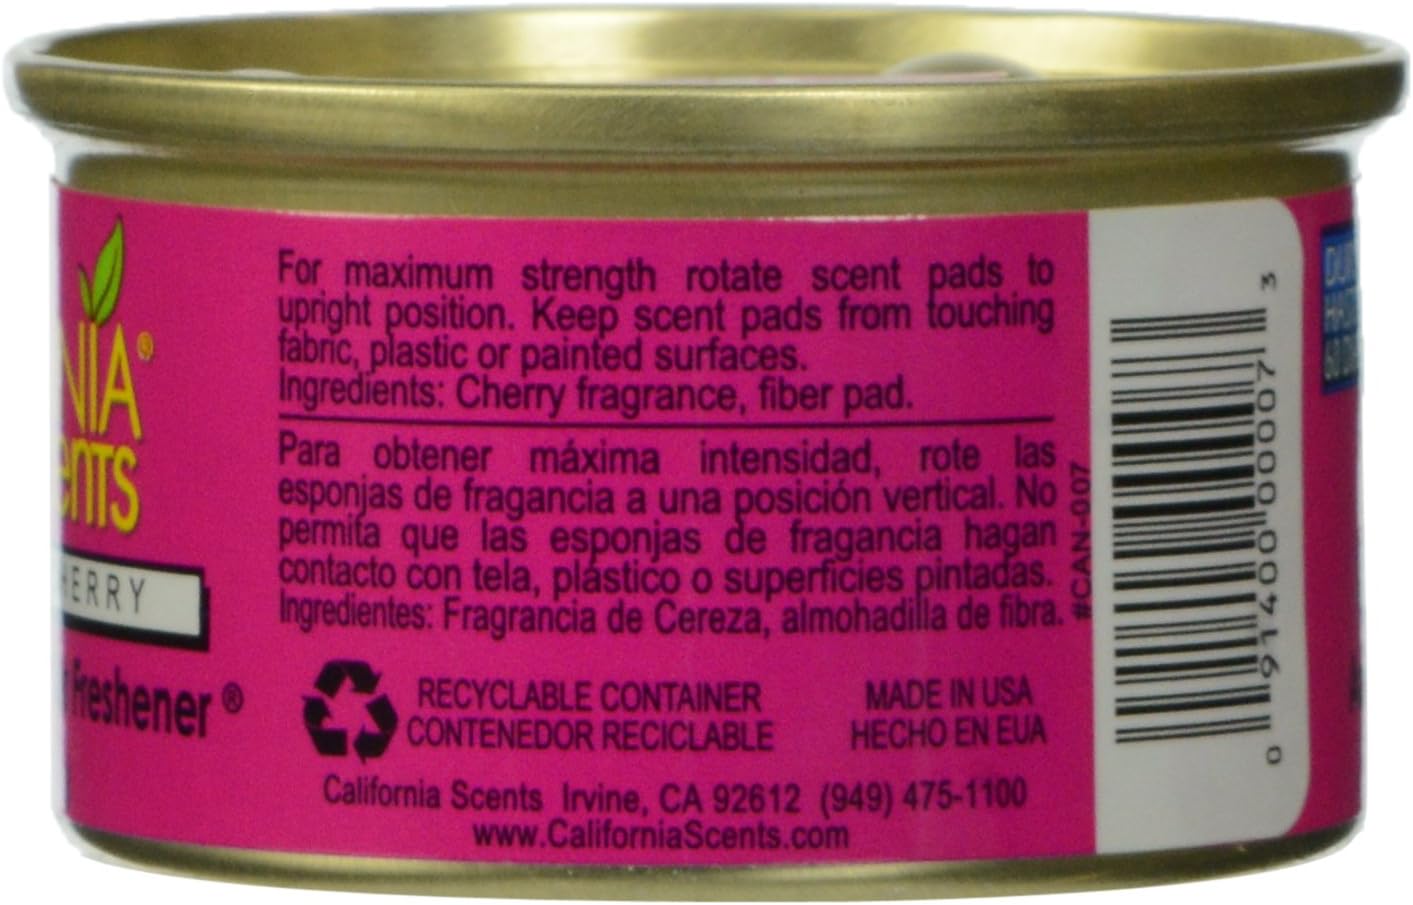 NIA®
ents
HERRY
Freshener®
For maximum strength rotate scent pads to
upright position. Keep scent pads from touching
fabric, plastic or painted surfaces.
Ingredients: Cherry fragrance, fiber pad.
Para obtener máxima intensidad, rote las
esponjas de fragancia a una posición vertical. No
permita que las esponjas de fragancia hagan
contacto con tela, plástico o superficies pintadas.
Ingredientes: Fragrancia de Cereza, almohadilla de fibra.
RECYCLABLE CONTAINER
CONTENEDOR RECICLABLE
MADE IN USA
HECHO EN EUA
California Scents Irvine, CA 92612 (949) 475-1100
www.CaliforniaScents.com
#CAN-007
0 91400 00007 3